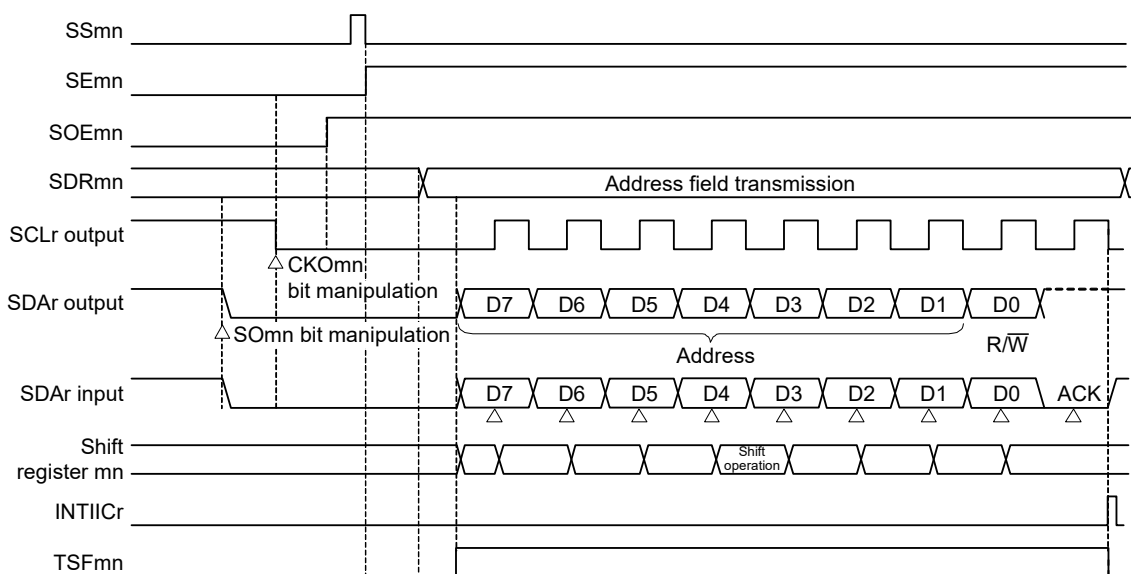 SSmn
SEmn
SOEmn
SDRmn
Address field transmission
SCLr output
CKOmn
bit manipulation
SDAr output
D7 D6 D5 D4 D3 D2 D1 D0
SOmn bit manipulation
Address
R/W̅
SDAr input
D7 D6 D5 D4 D3 D2 D1 D0 ACK
Shift
register mn
Shift
operation
INTIICr
TSFmn